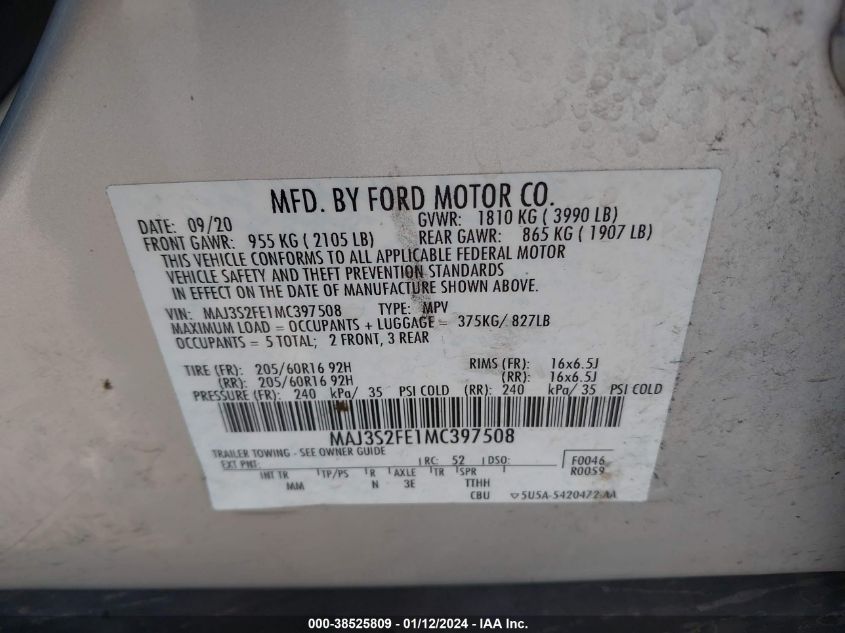 MFD. BY FORD MOTOR CO.
DATE: 09/20 GVWR: 1810 KG ( 3990 LB)
FRONT GAWR: 955 KG ( 2105 LB) REAR GAWR: 865 KG ( 1907 LB)
THIS VEHICLE CONFORMS TO ALL APPLICABLE FEDERAL MOTOR
VEHICLE SAFETY AND THEFT PREVENTION STANDARDS
IN EFFECT ON THE DATE OF MANUFACTURE SHOWN ABOVE.
VIN: MAJ3S2FE1MC397508 TYPE: MPV
MAXIMUM LOAD = OCCUPANTS + LUGGAGE = 375KG/ 827LB
OCCUPANTS = 5 TOTAL; 2 FRONT, 3 REAR
TIRE (FR): 205/60R16 92H RIMS (FR): 16x6.5J
(RR): 205/60R16 92H (RR): 16x6.5J
PRESSURE (FR): 240 kPa/ 35 PSI COLD (RR): 240 kPa/ 35 PSI COLD
MAJ3S2FE1MC397508
TRAILER TOWING - SEE OWNER GUIDE
EXT PNT: RC: 52 DSO: F0046
R0059
INT TR TP/PS R AXLE TR SPR
MM N 3E TTHH
CBU 5U5A-5420472-AA
000-38525809 - 01/12/2024 - www.iaai.com. Copyright IAA, Inc.